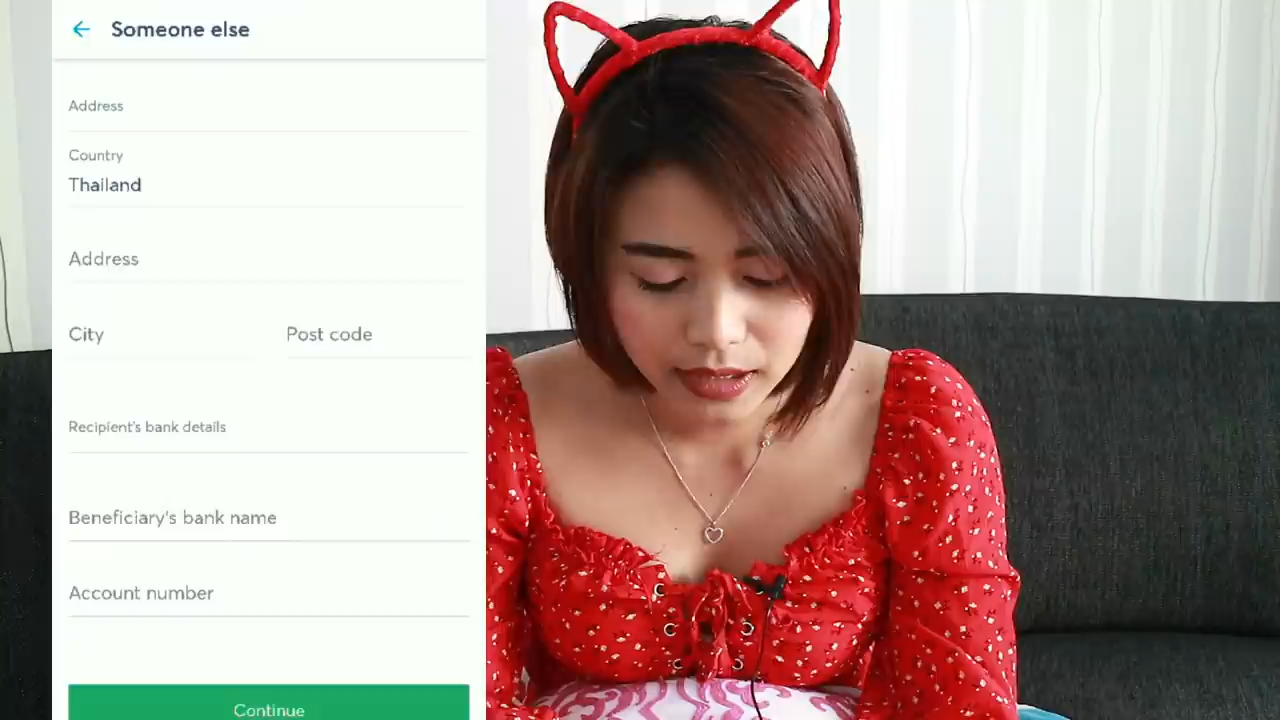 Someone else
Address
Country
Thailand
Address
City
Post code
Recipient's bank details
Beneficiary's bank name
Account number
Continue